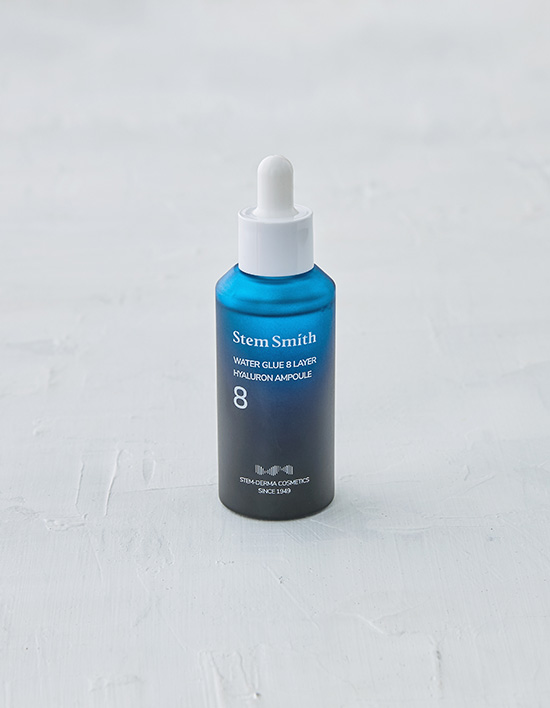 Stem Smith
WATER GLUE 8 LAYER
HYALURON AMPOULE
8
STEM-DERMA COSMETICS
SINCE 1949